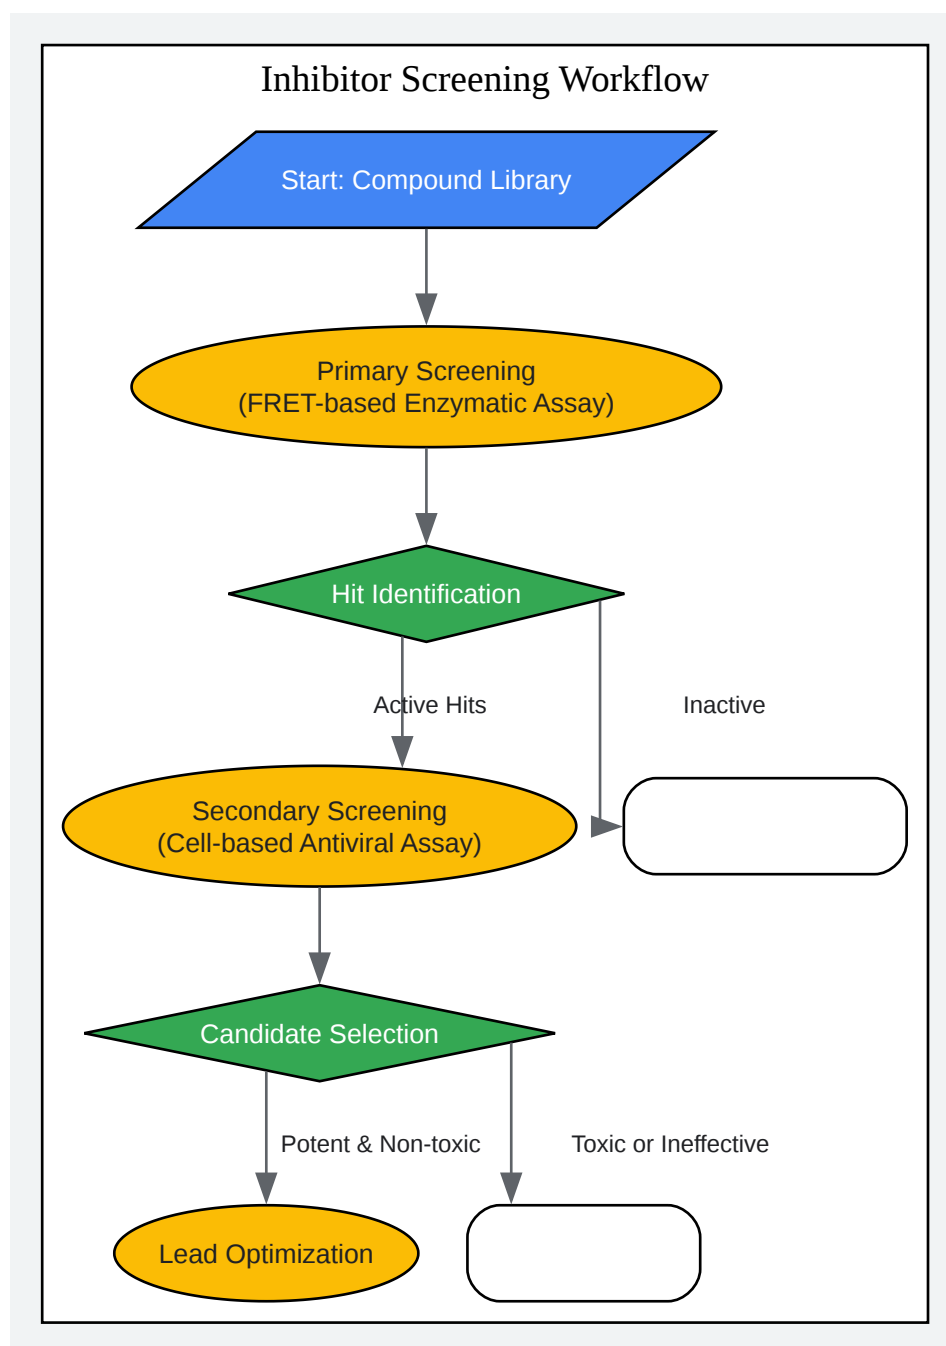 Inhibitor Screening Workflow
Start: Compound Library
Primary Screening
(FRET-based Enzymatic Assay)
Hit Identification
Active Hits
Inactive
Secondary Screening
(Cell-based Antiviral Assay)
Candidate Selection
Potent & Non-toxic
Toxic or Ineffective
Lead Optimization